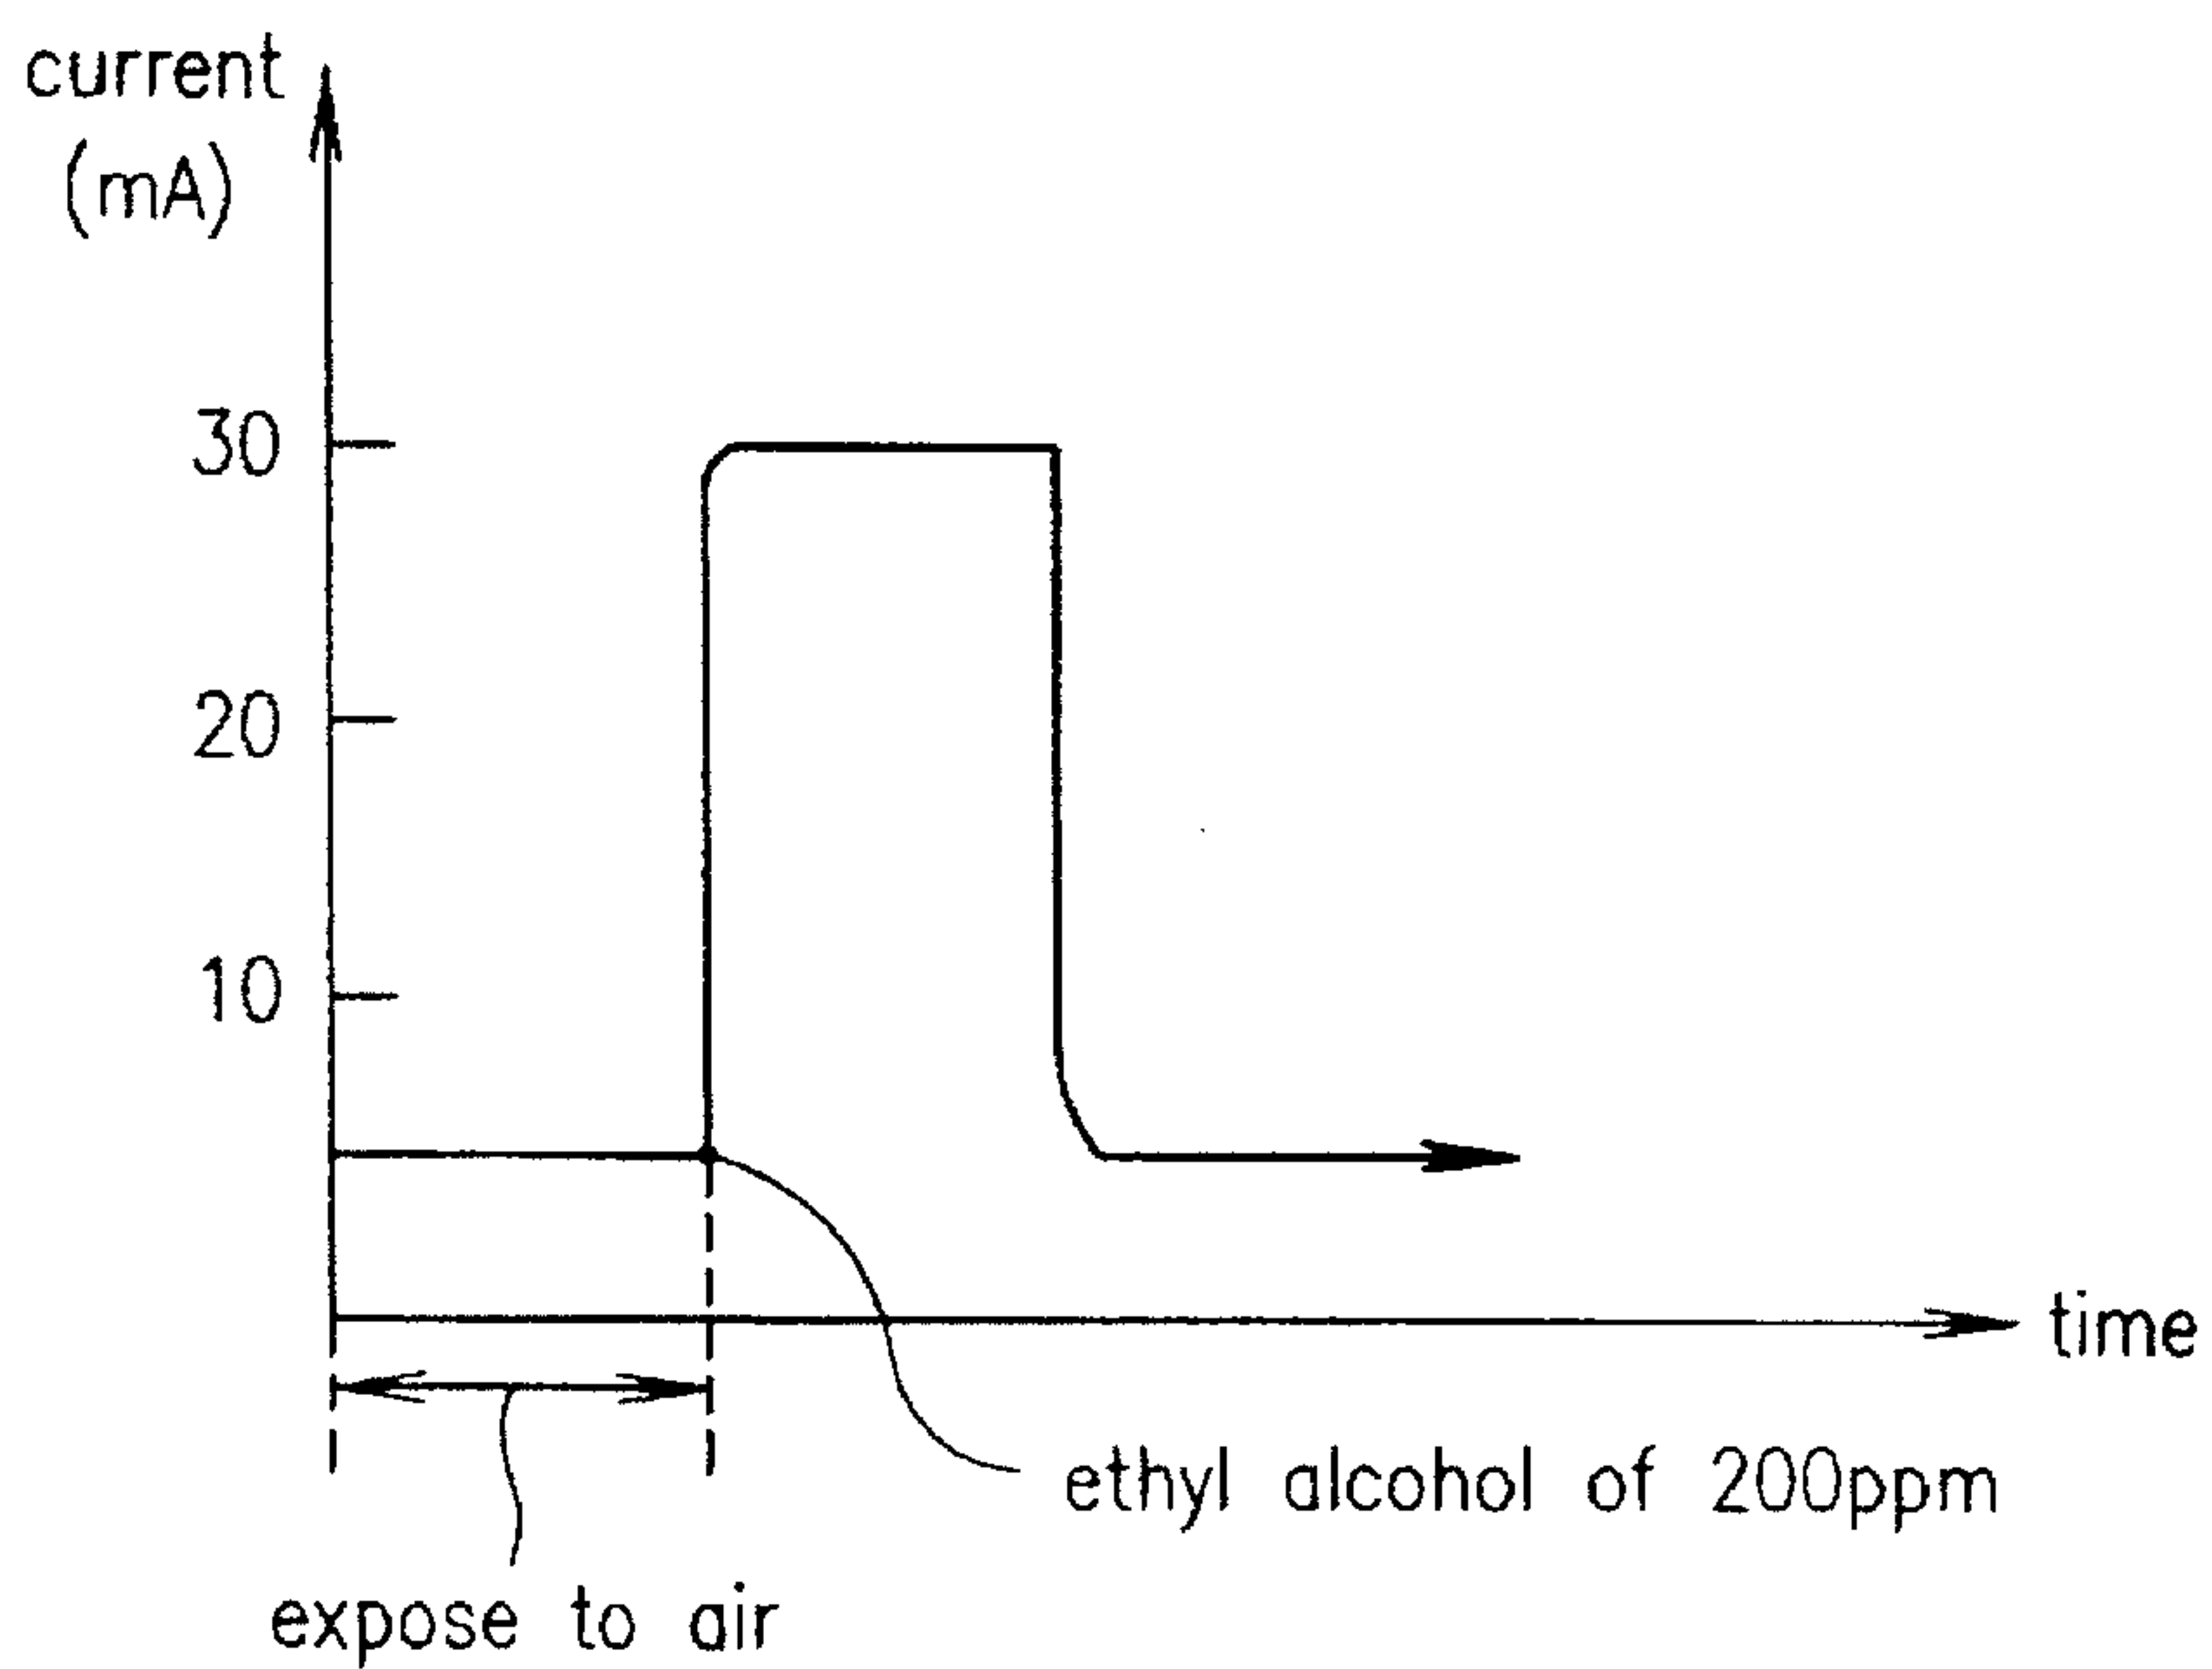 current
(mA)
30
20
10
time
ethyl alcohol of 200ppm
expose to air